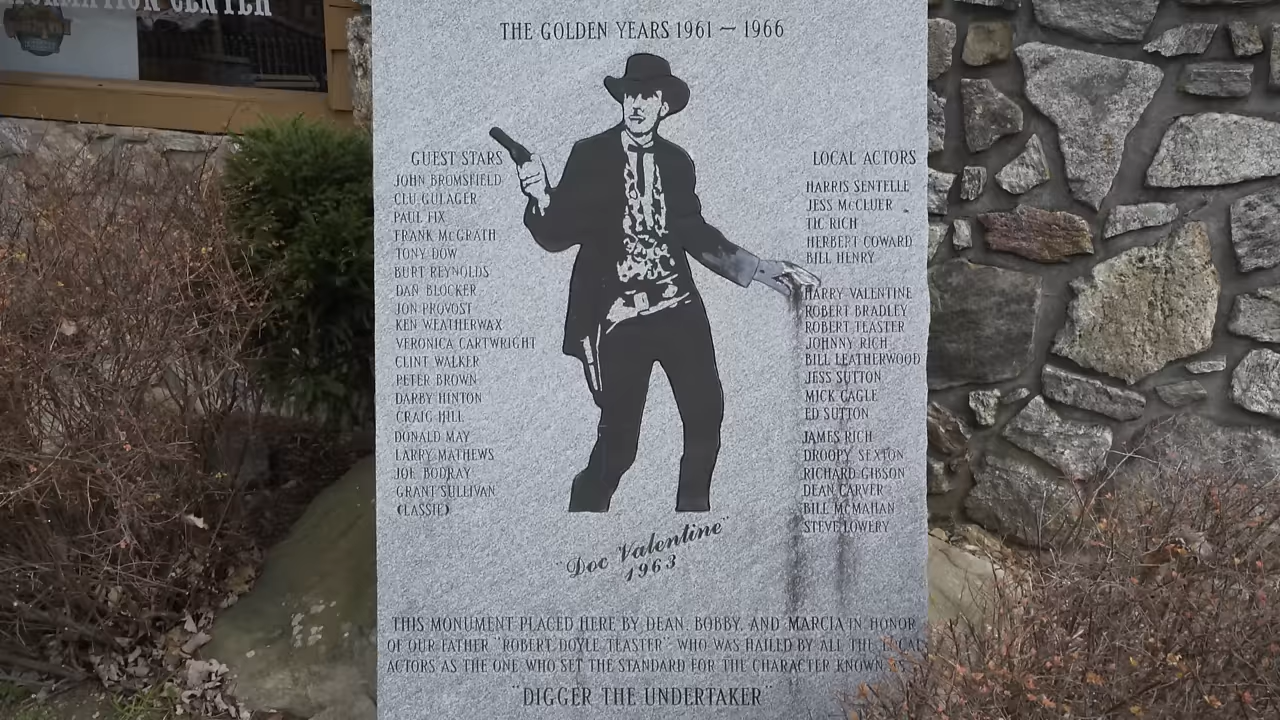 INFORMATION CENTER
THE GOLDEN YEARS 1961 — 1966
GUEST STARS
JOHN BROMSFIELD
CLU GULAGER
PAUL FIX
FRANK McGRATH
TONY DOW
BURT REYNOLDS
DAN BLOCKER
JON PROVOST
KEN WEATHERWAX
VERONICA CARTWRIGHT
CLINT WALKER
PETER BROWN
DARBY HINTON
CRAIG HILL
DONALD MAY
LARRY MATHEWS
JOE BODRAY
GRANT SULLIVAN
(LASSIE)
LOCAL ACTORS
HARRIS SENTELLE
JESS McCLUER
TIC RICH
HERBERT COWARD
BILL HENRY
HARRY VALENTINE
ROBERT BRADLEY
ROBERT TEASTER
JOHNNY RICH
BILL LEATHERWOOD
JESS SUTTON
MICK CAGLE
ED SUTTON
JAMES RICH
DROOPY SEXTON
RICHARD GIBSON
DEAN CARVER
BILL McMAHAN
STEVE LOWERY
"Doc Valentine"
1963
THIS MONUMENT PLACED HERE BY DEAN, BOBBY, AND MARCIA IN HONOR
OF OUR FATHER "ROBERT DOYLE TEASTER" WHO WAS HAILED BY ALL THE LOCAL
ACTORS AS THE ONE WHO SET THE STANDARD FOR THE CHARACTER KNOWN
"DIGGER THE UNDERTAKER"